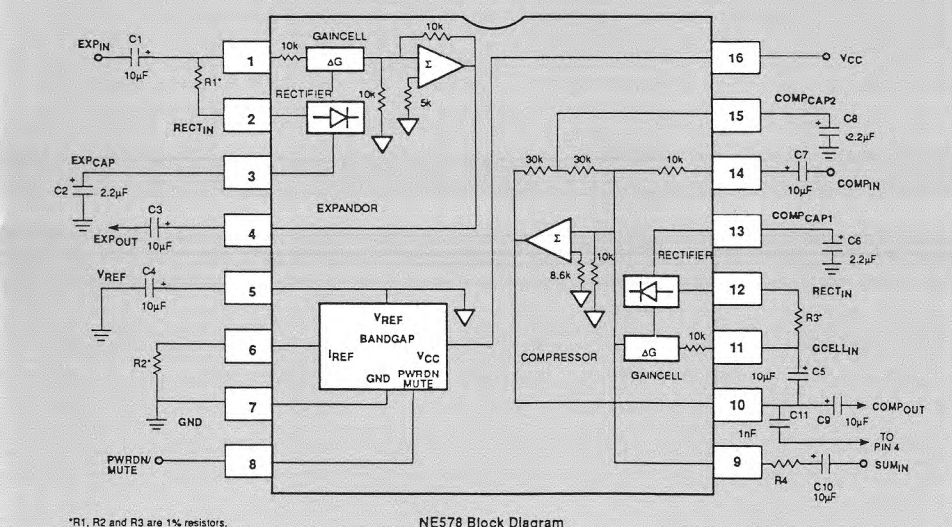 EXPIN
C1
+
10µF
R1*
RECTIN
1
2
10k
GAINCELL
ΔG
RECTIFIER
10k
10k
Σ
5k
EXPCAP
C2
+
2.2µF
3
EXPANDOR
C3
+
EXPOUT
10µF
4
VREF
C4
+
10µF
5
VREF
BANDGAP
IREF
VCC
GND
PWRDN
MUTE
R2*
6
7
GND
PWRDN/
MUTE
8
16
VCC
15
COMPCAP2
+
C8
2.2µF
30k
30k
10k
14
C7
+
10µF
COMPIN
Σ
8.6k
10k
13
COMPCAP1
+
C6
2.2µF
RECTIFIER
12
RECTIN
R3*
COMPRESSOR
ΔG
10k
GAINCELL
11
GCELLIN
10µF
+
C5
10
C11
1nF
+
C9
10µF
COMPOUT
TO
PIN 4
9
R4
+
C10
10µF
SUMIN
*R1, R2 and R3 are 1% resistors.
NE578 Block Diagram